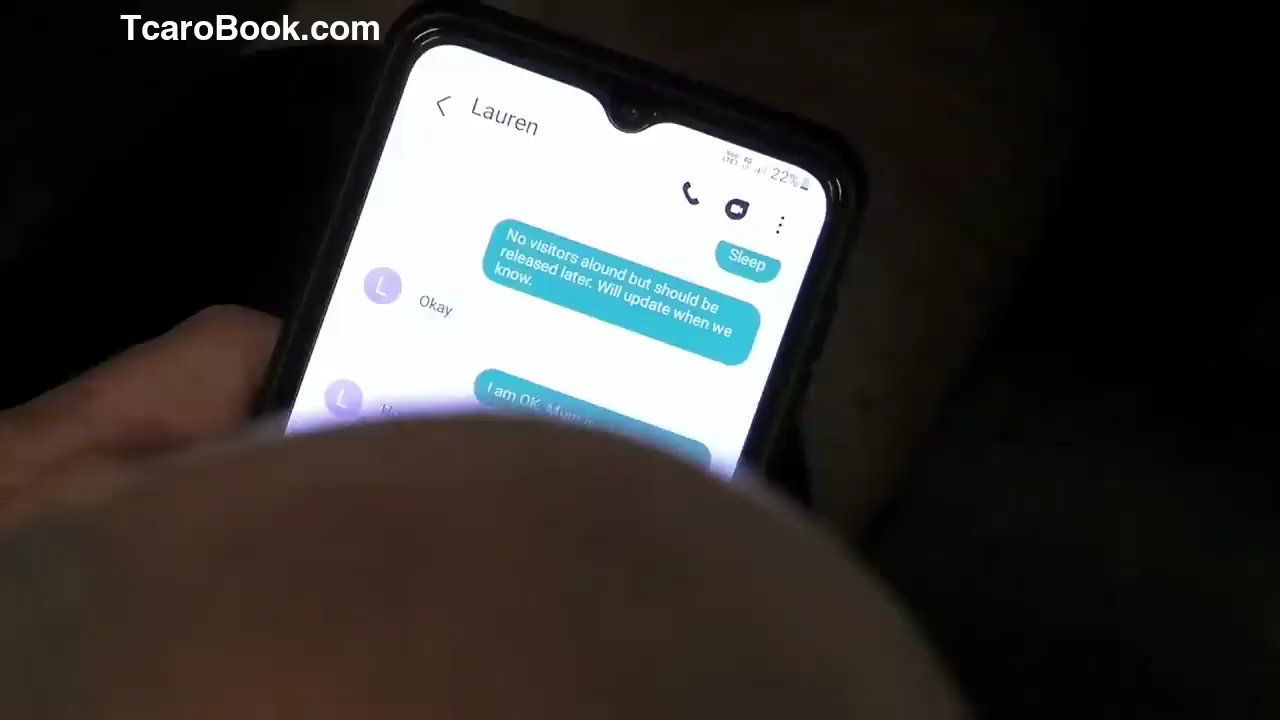 TcaroBook.com
Lauren
22%
Sleep
No visitors alound but should be
released later. Will update when we
know.
L
Okay
I am OK.
L